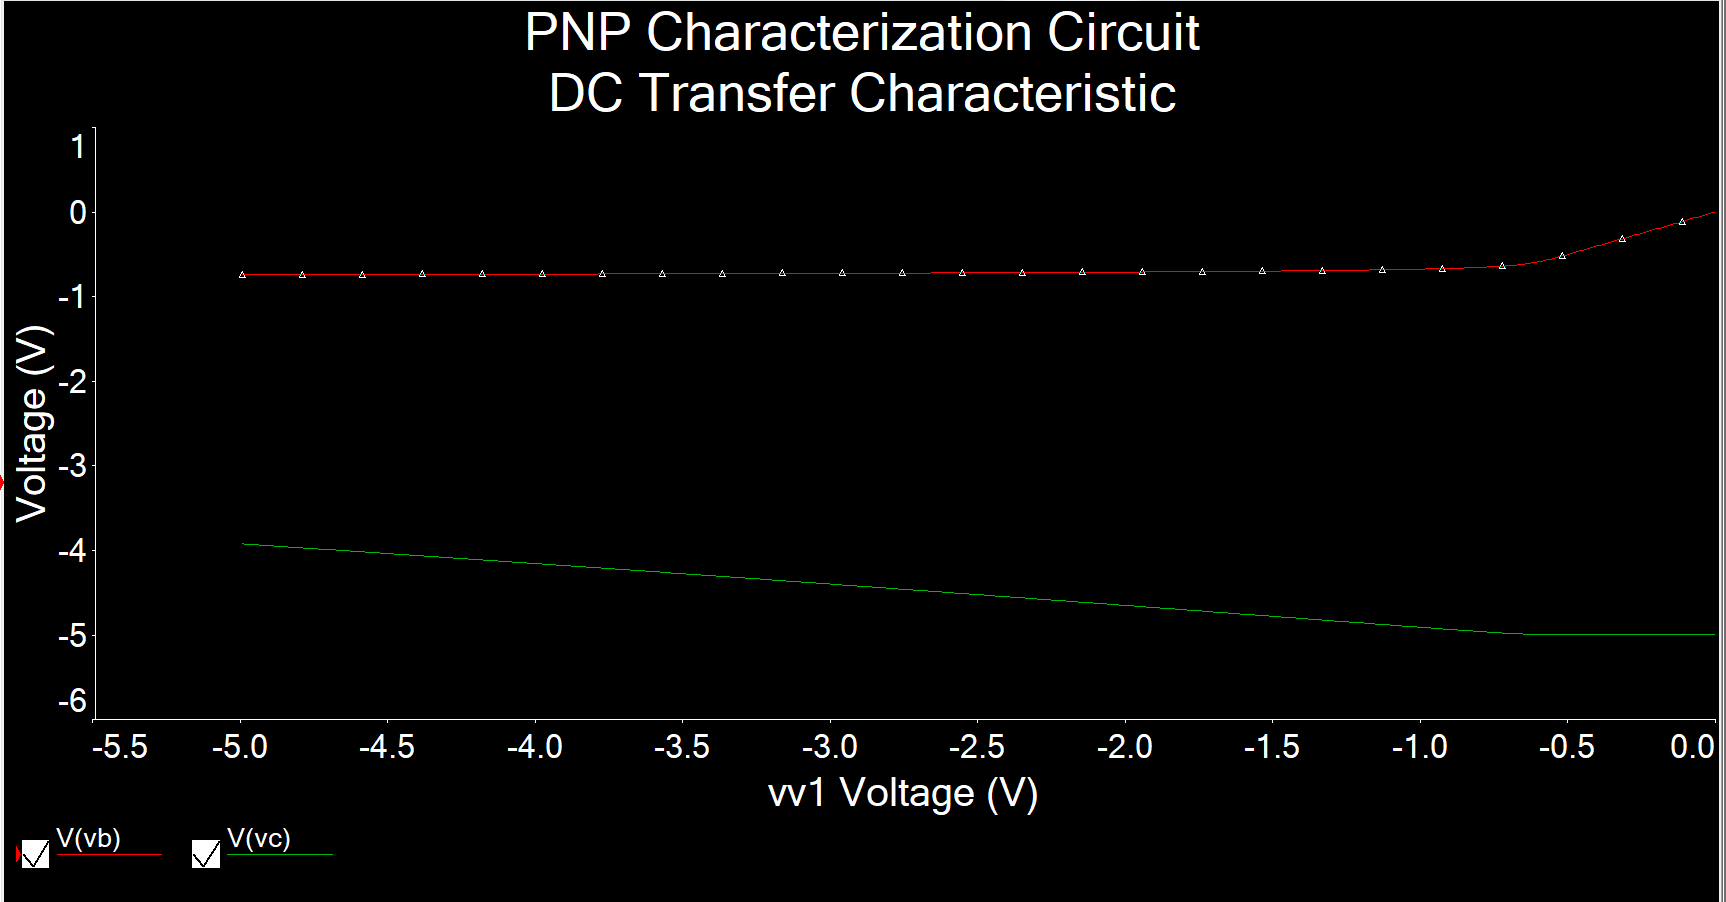 PNP Characterization Circuit
DC Transfer Characteristic
1
0
-1
-2
-3
-4
-5
-6
Voltage (V)
-5.5 -5.0 -4.5 -4.0 -3.5 -3.0 -2.5 -2.0 -1.5 -1.0 -0.5 0.0
vv1 Voltage (V)
V(vb) V(vc)